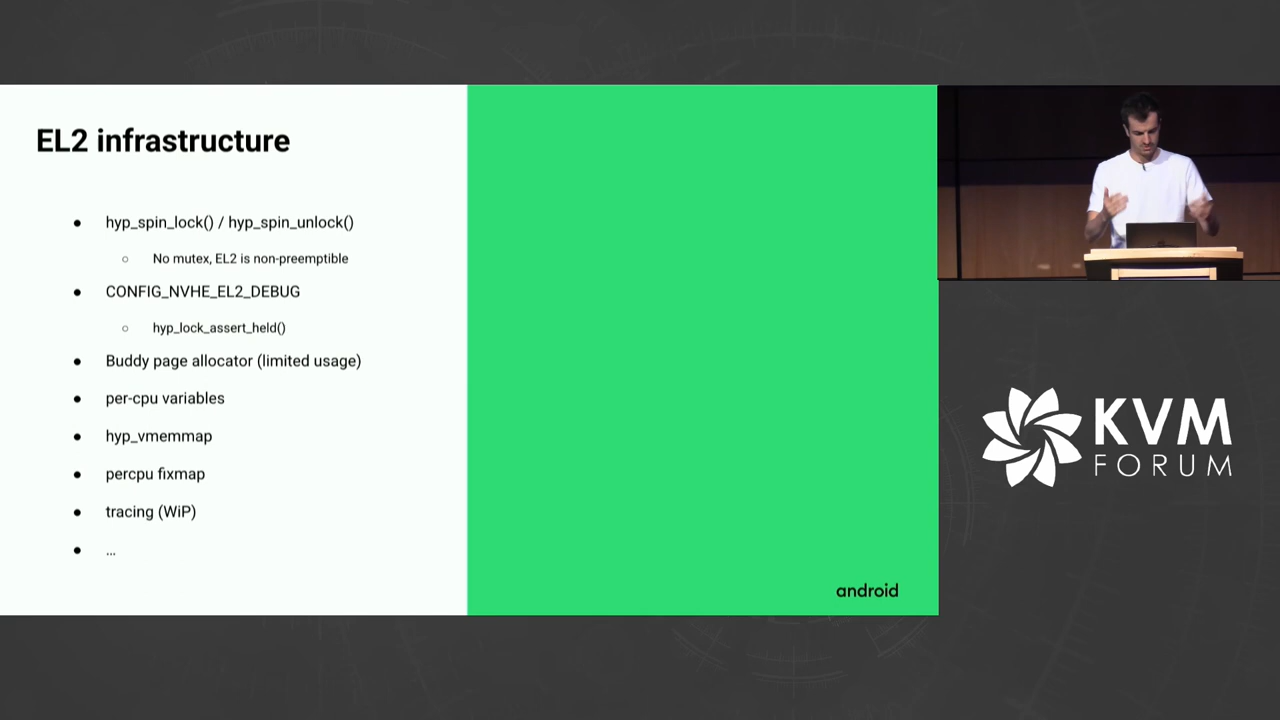 EL2 infrastructure
● hyp_spin_lock() / hyp_spin_unlock()
○ No mutex, EL2 is non-preemptible
● CONFIG_NVHE_EL2_DEBUG
○ hyp_lock_assert_held()
● Buddy page allocator (limited usage)
● per-cpu variables
● hyp_vmemmap
● percpu fixmap
● tracing (WiP)
● ...
android
KVM
FORUM